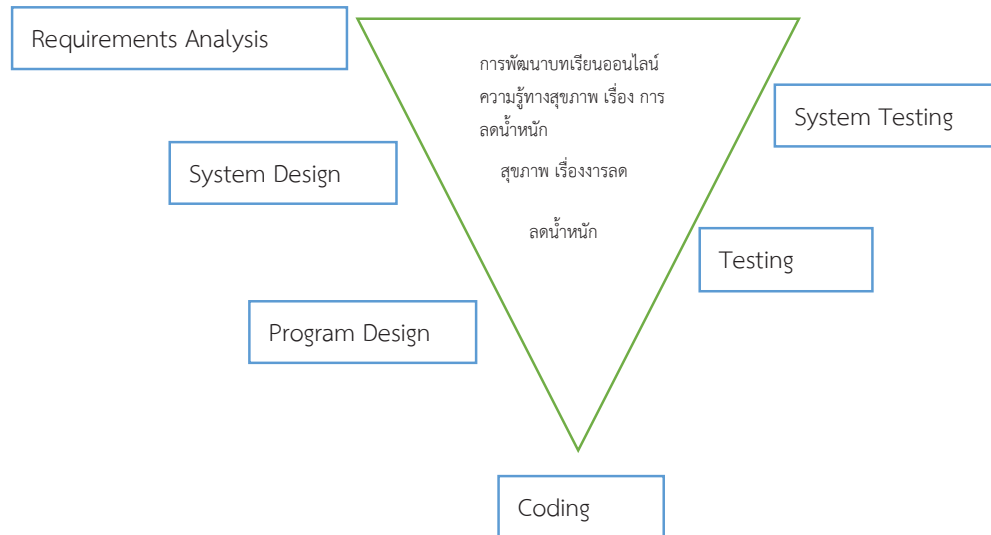 Requirements Analysis
การพัฒนาบทเรียนออนไลน์
ความรู้ทางสุขภาพ เรื่อง การ
ลดน้ำหนัก
System Testing
System Design
สุขภาพ เรื่องงารลด
ลดน้ำหนัก
Testing
Program Design
Coding